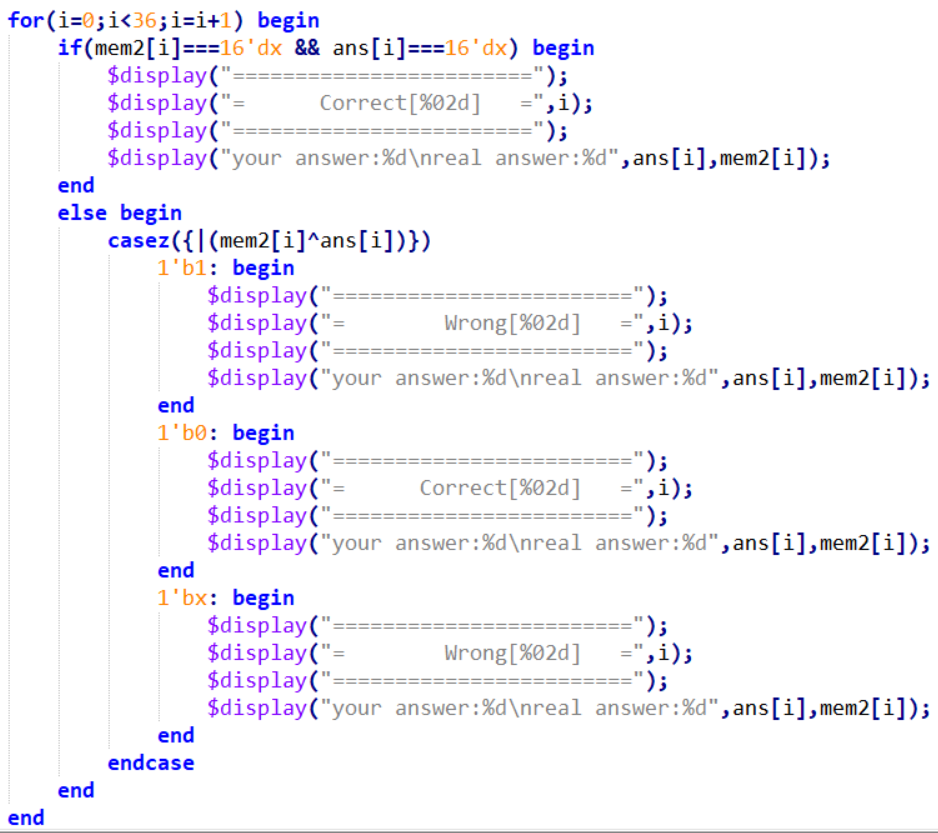 for(i=0;i<36;i=i+1) begin
    if(mem2[i]===16'dx && ans[i]===16'dx) begin
        $display("========================");
        $display("=      Correct[%02d]   =",i);
        $display("========================");
        $display("your answer:%d\nreal answer:%d",ans[i],mem2[i]);
    end
    else begin
        casez({|(mem2[i]^ans[i])})
            1'b1: begin
                $display("========================");
                $display("=        Wrong[%02d]   =",i);
                $display("========================");
                $display("your answer:%d\nreal answer:%d",ans[i],mem2[i]);
            end
            1'b0: begin
                $display("========================");
                $display("=      Correct[%02d]   =",i);
                $display("========================");
                $display("your answer:%d\nreal answer:%d",ans[i],mem2[i]);
            end
            1'bx: begin
                $display("========================");
                $display("=        Wrong[%02d]   =",i);
                $display("========================");
                $display("your answer:%d\nreal answer:%d",ans[i],mem2[i]);
            end
        endcase
    end
end